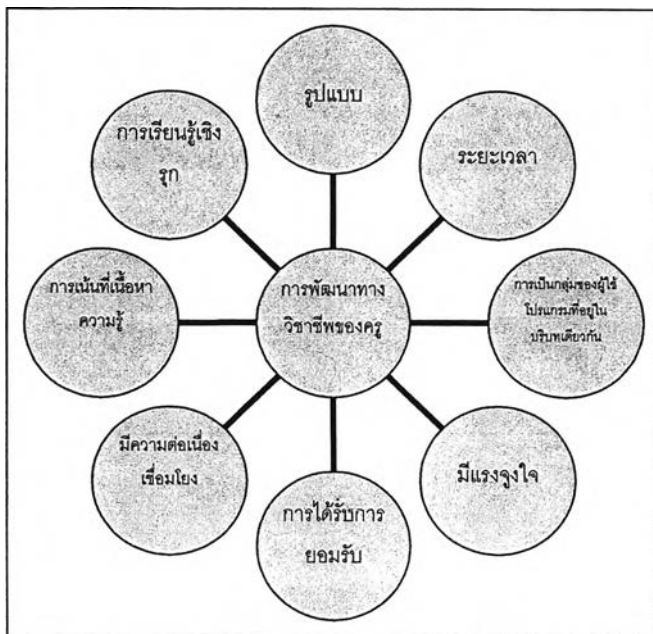 รูปแบบ
การเรียนรู้เชิง
รุก
ระยะเวลา
การเน้นที่เนื้อหา
ความรู้
การพัฒนาทาง
วิชาชีพของครู
การเป็นกลุ่มของผู้ใช้
โปรแกรมที่อยู่ใน
บริบทเดียวกัน
มีความต่อเนื่อง
เชื่อมโยง
มีแรงจูงใจ
การได้รับการ
ยอมรับ